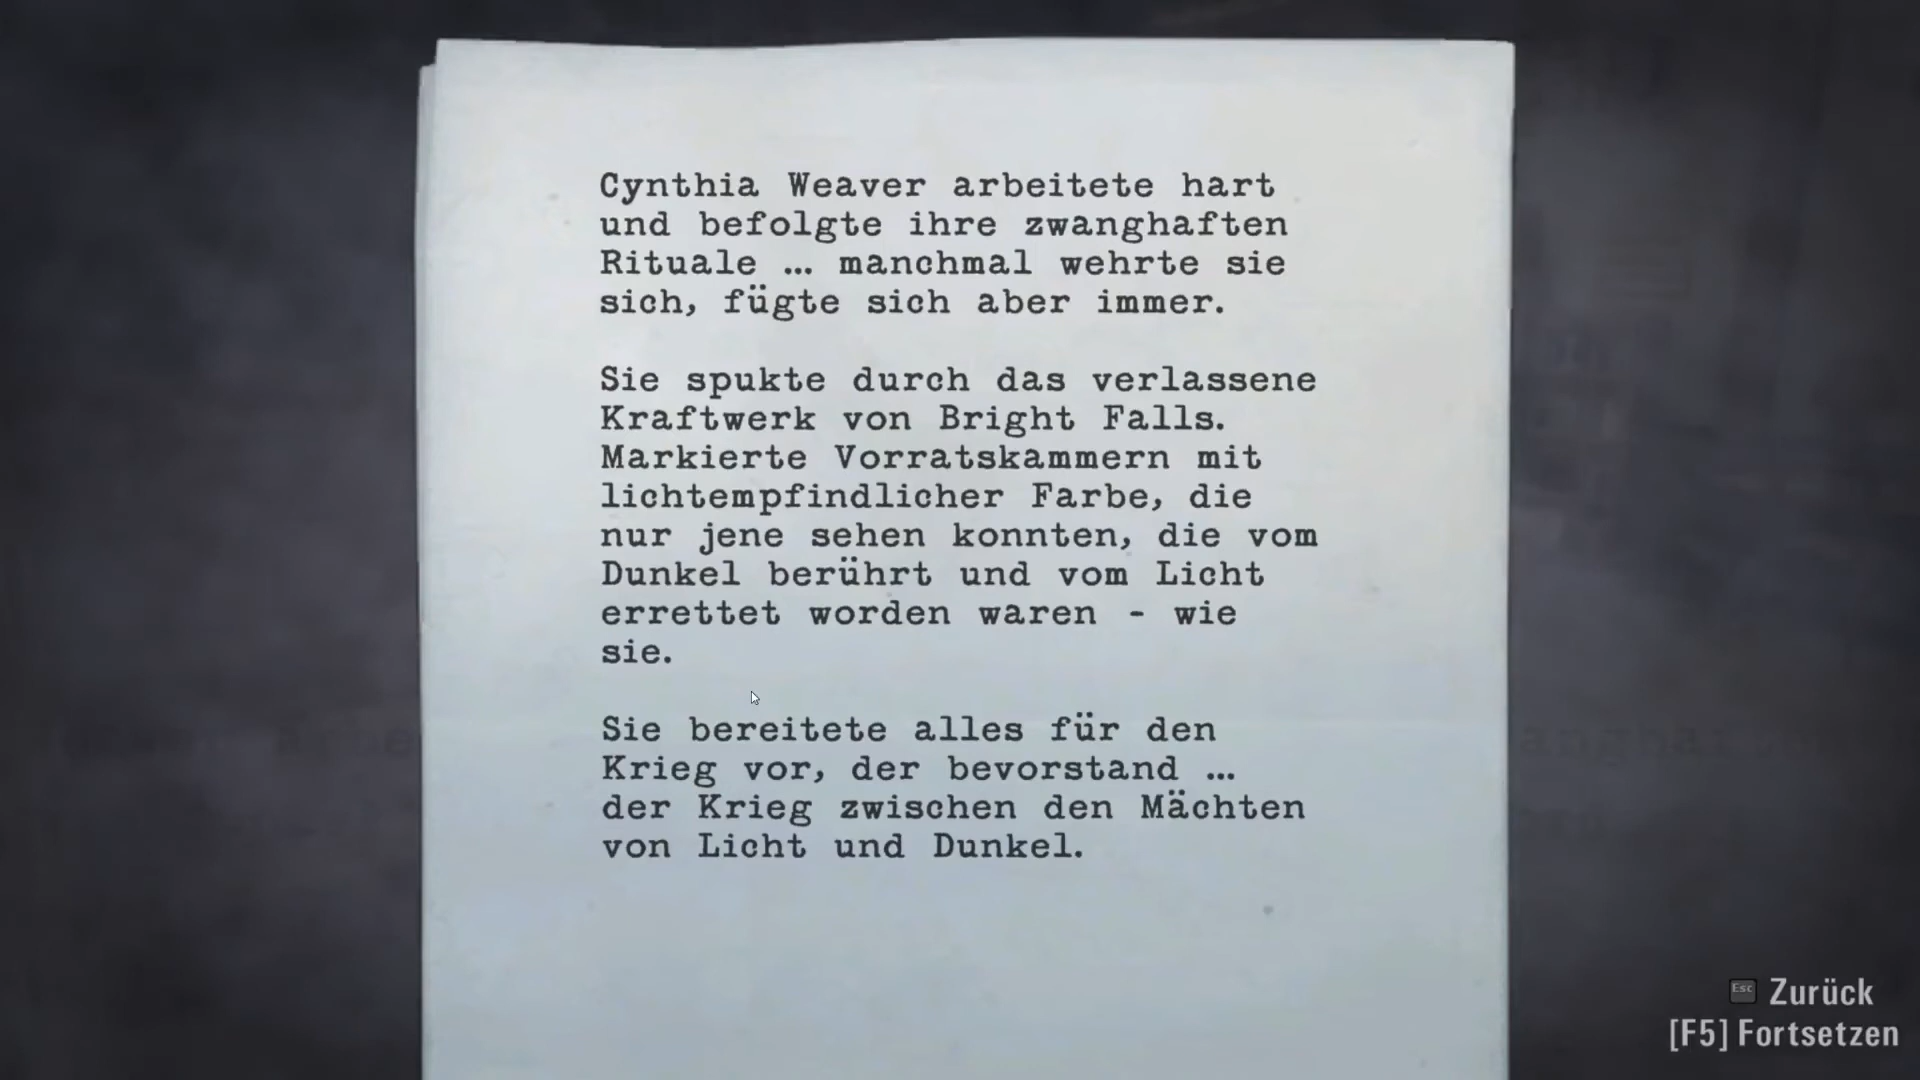 Cynthia Weaver arbeitete hart
und befolgte ihre zwanghaften
Rituale … manchmal wehrte sie
sich, fügte sich aber immer.
Sie spukte durch das verlassene
Kraftwerk von Bright Falls.
Markierte Vorratskammern mit
lichtempfindlicher Farbe, die
nur jene sehen konnten, die vom
Dunkel berührt und vom Licht
errettet worden waren - wie
sie.
Sie bereitete alles für den
Krieg vor, der bevorstand …
der Krieg zwischen den Mächten
von Licht und Dunkel.
Esc Zurück
[F5] Fortsetzen